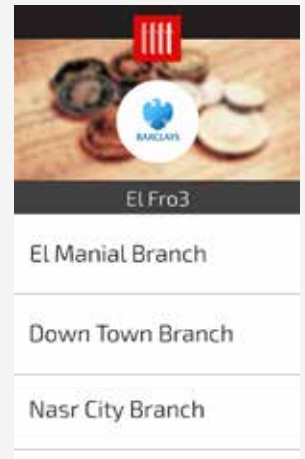 BARCLAYS
El Fro3
El Manial Branch
Down Town Branch
Nasr City Branch